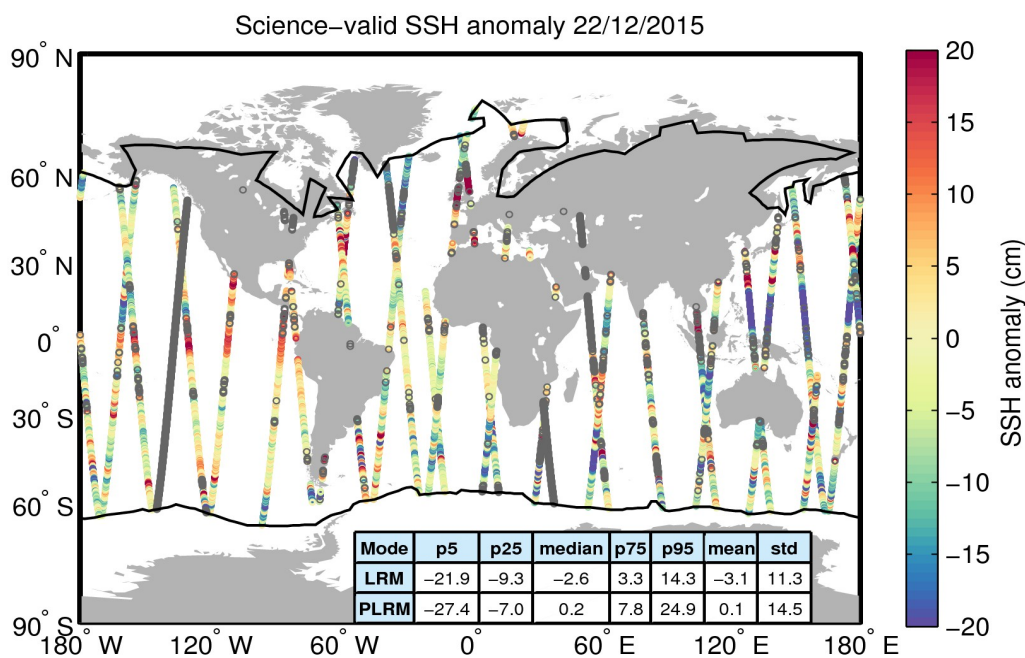 Science−valid SSH anomaly 22/12/2015
90° N
60° N
30° N
0°
30° S
60° S
90° S
180° W
120° W
60° W
0°
60° E
120° E
180° E
Mode p5 p25 median p75 p95 mean std
LRM −21.9 −9.3 −2.6 3.3 14.3 −3.1 11.3
PLRM −27.4 −7.0 0.2 7.8 24.9 0.1 14.5
20
15
10
5
0
−5
−10
−15
−20
SSH anomaly (cm)